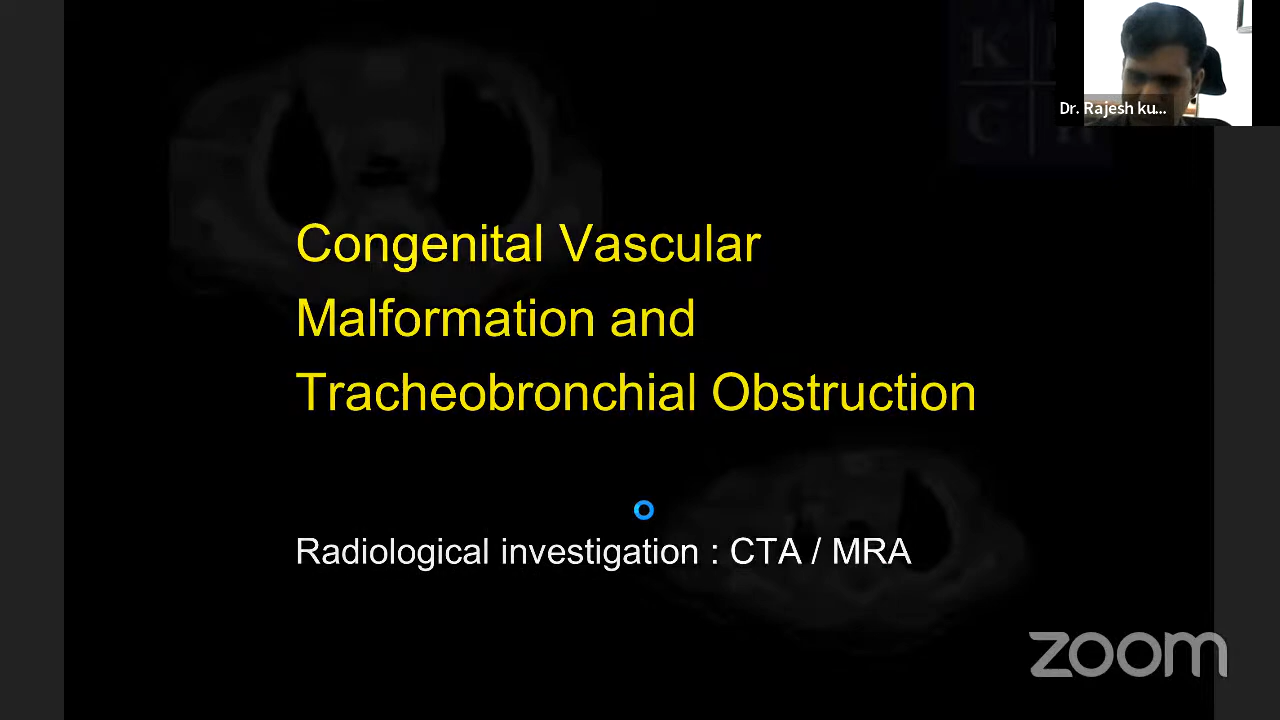 Dr. Rajesh ku...
Congenital Vascular
Malformation and
Tracheobronchial Obstruction
Radiological investigation : CTA / MRA
zoom